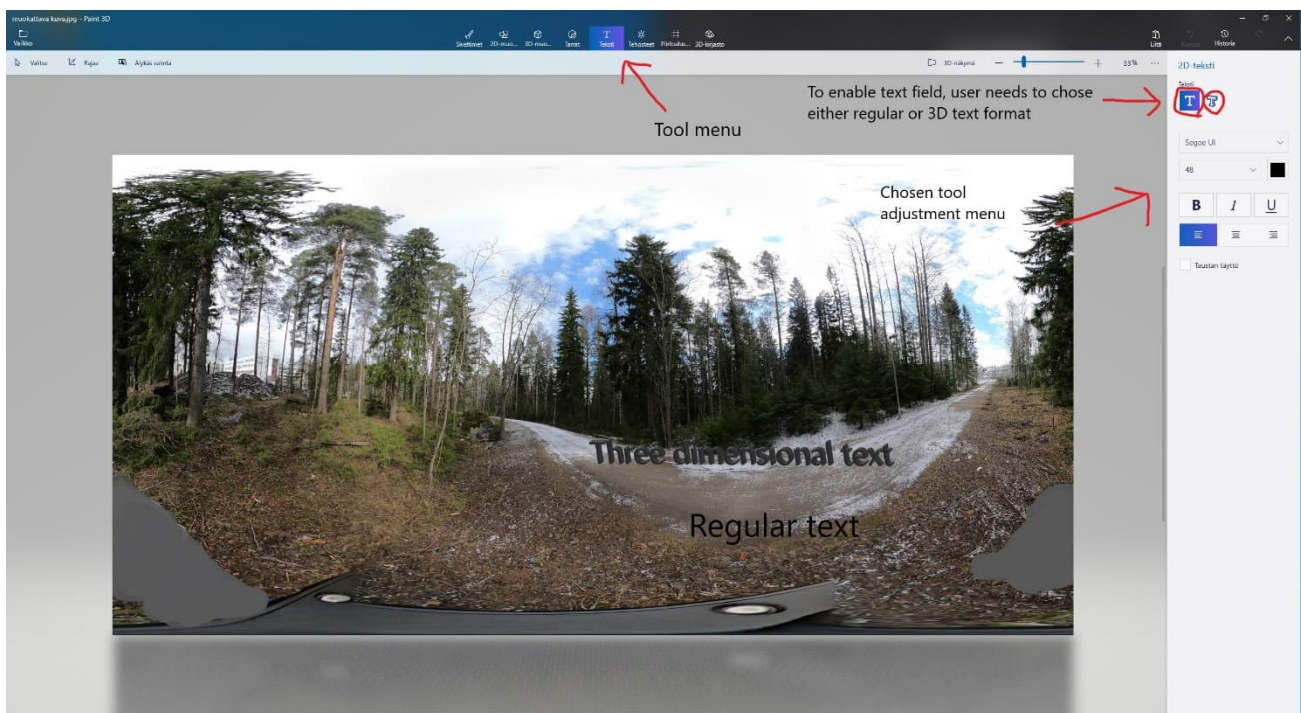 muokattava kuva.jpg - Paint 3D
Valikko
Siveltimet 2D-muo... 3D-muo... Tarrat Teksti Tehosteet Piirtoalus... 3D-kirjasto
Liitä Historia
Valitse Rajaa Älykäs valinta 3D-näkymä 33% ...
2D-teksti
Teksti
T T
To enable text field, user needs to chose
either regular or 3D text format
Tool menu
Segoe UI
48
Chosen tool
adjustment menu
B I U
Taustan täyttö
Three dimensional text
Regular text